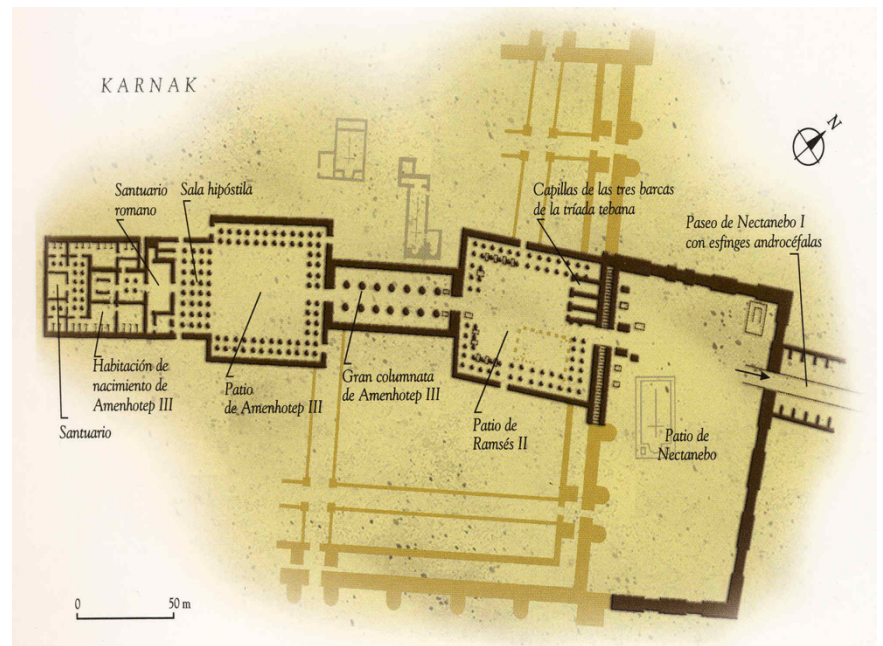 KARNAK
N
Santuario
romano
Sala hipóstila
Capillas de las tres barcas
de la tríada tebana
Paseo de Nectanebo I
con esfinges androcéfalas
Habitación de
nacimiento de
Amenhotep III
Santuario
Patio
de Amenhotep III
Gran columnata
de Amenhotep III
Patio de
Ramsés II
Patio de
Nectanebo
0 50 m